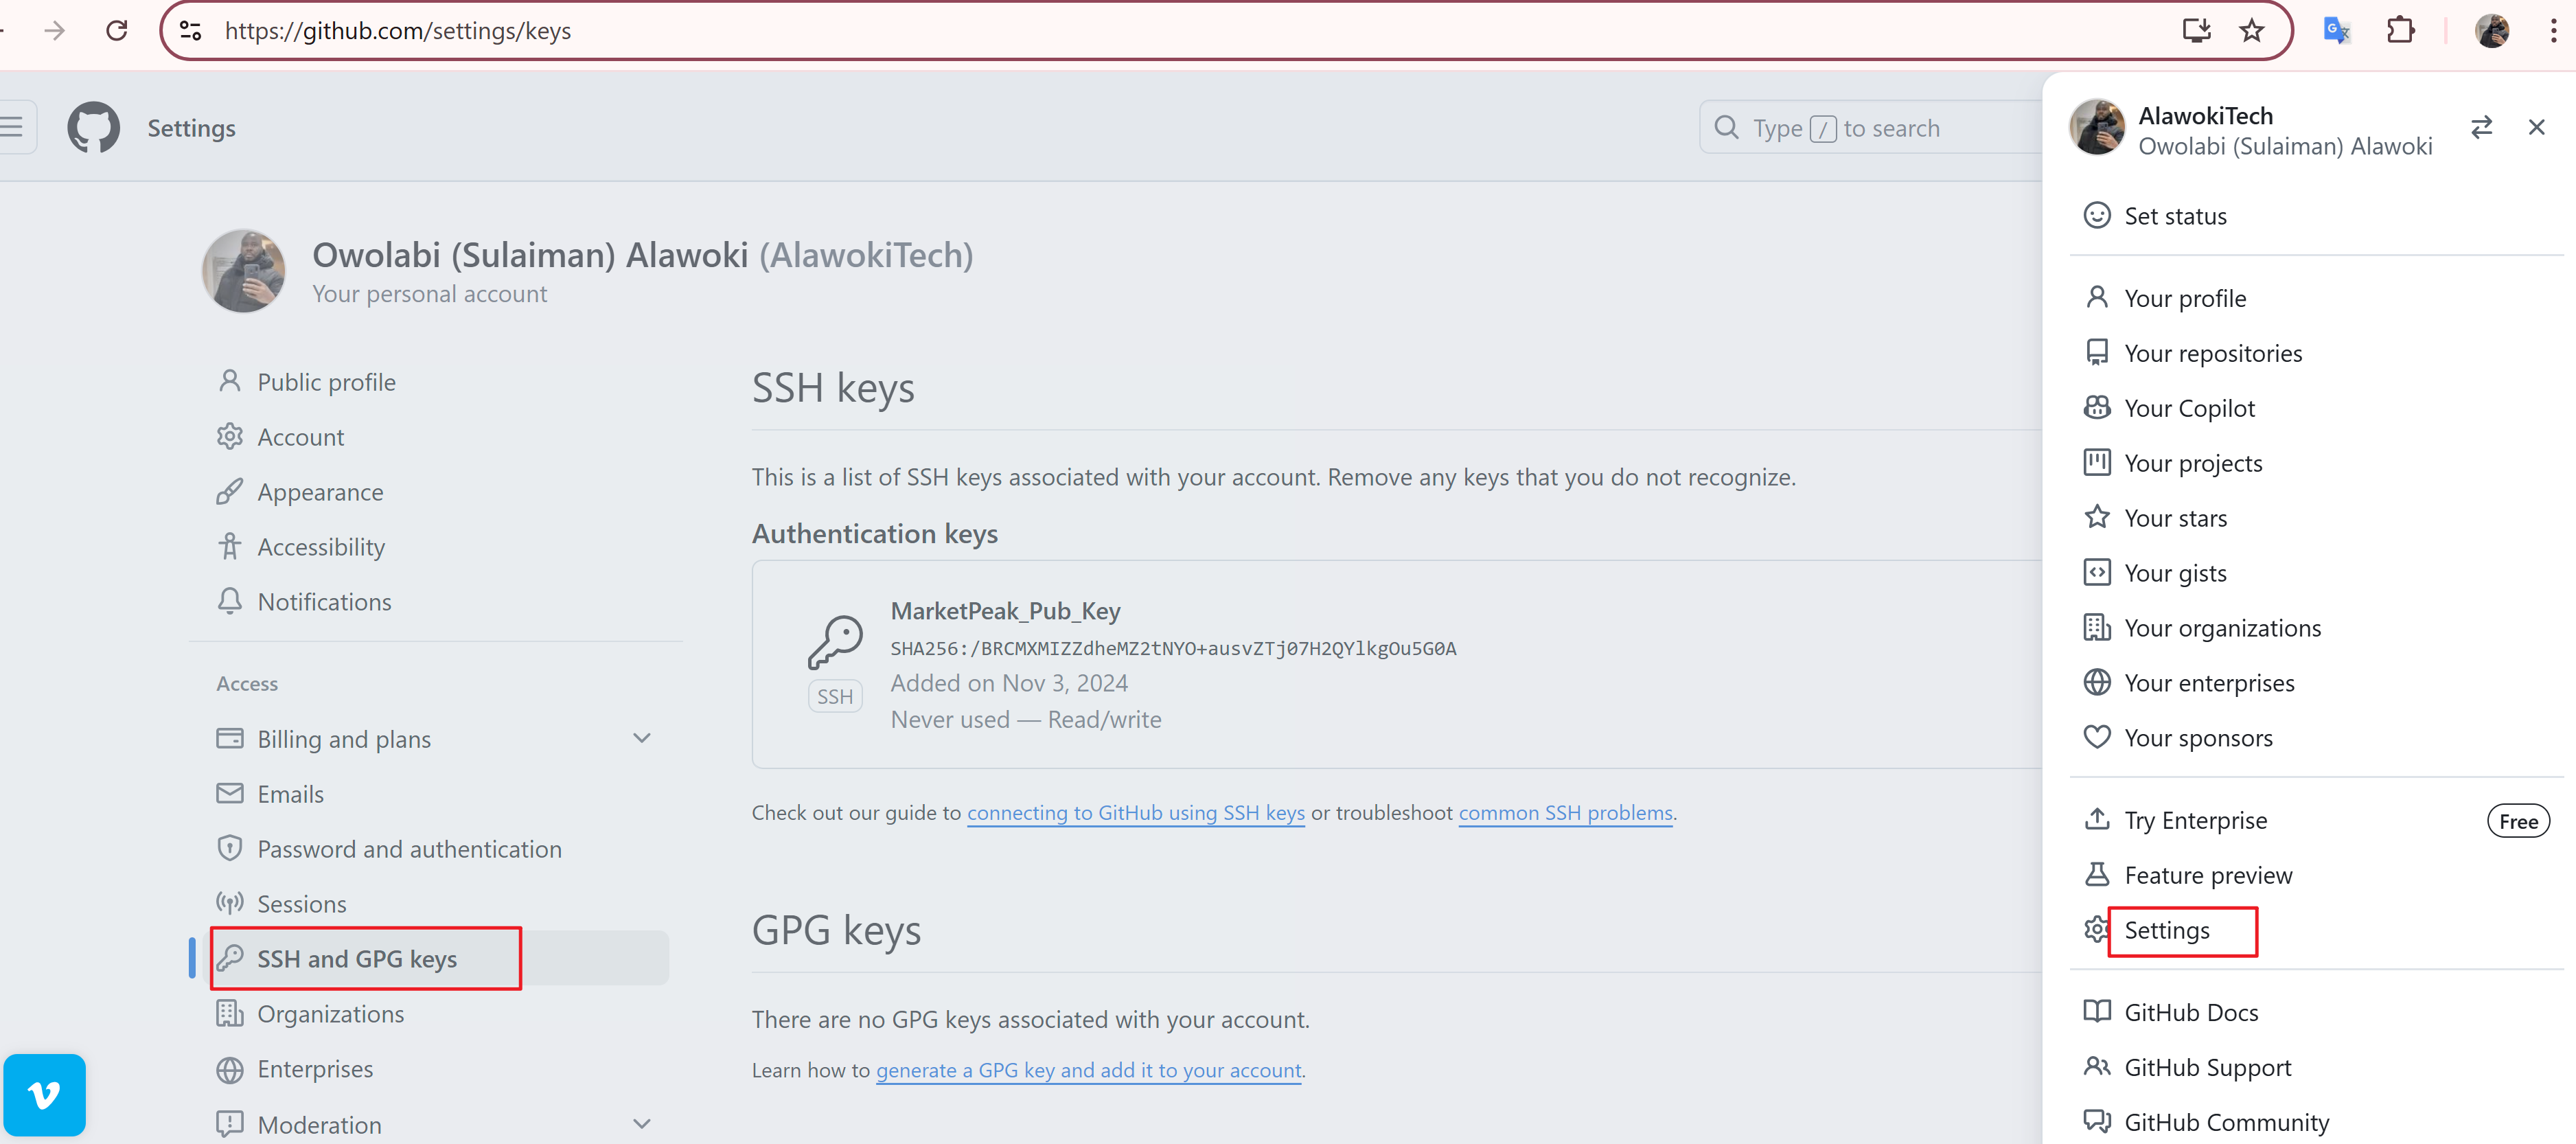 https://github.com/settings/keys
Settings
Type / to search
AlawokiTech
Owolabi (Sulaiman) Alawoki
Set status
Your profile
Your repositories
Your Copilot
Your projects
Your stars
Your gists
Your organizations
Your enterprises
Your sponsors
Try Enterprise
Free
Feature preview
Settings
GitHub Docs
GitHub Support
GitHub Community
Owolabi (Sulaiman) Alawoki (AlawokiTech)
Your personal account
Public profile
Account
Appearance
Accessibility
Notifications
Access
Billing and plans
Emails
Password and authentication
Sessions
SSH and GPG keys
Organizations
Enterprises
Moderation
SSH keys
This is a list of SSH keys associated with your account. Remove any keys that you do not recognize.
Authentication keys
MarketPeak_Pub_Key
SHA256:/BRCMXMIZZdheMZ2tNYO+ausvZTj07H2QYlkgOu5G0A
Added on Nov 3, 2024
Never used — Read/write
SSH
Check out our guide to connecting to GitHub using SSH keys or troubleshoot common SSH problems.
GPG keys
There are no GPG keys associated with your account.
Learn how to generate a GPG key and add it to your account.